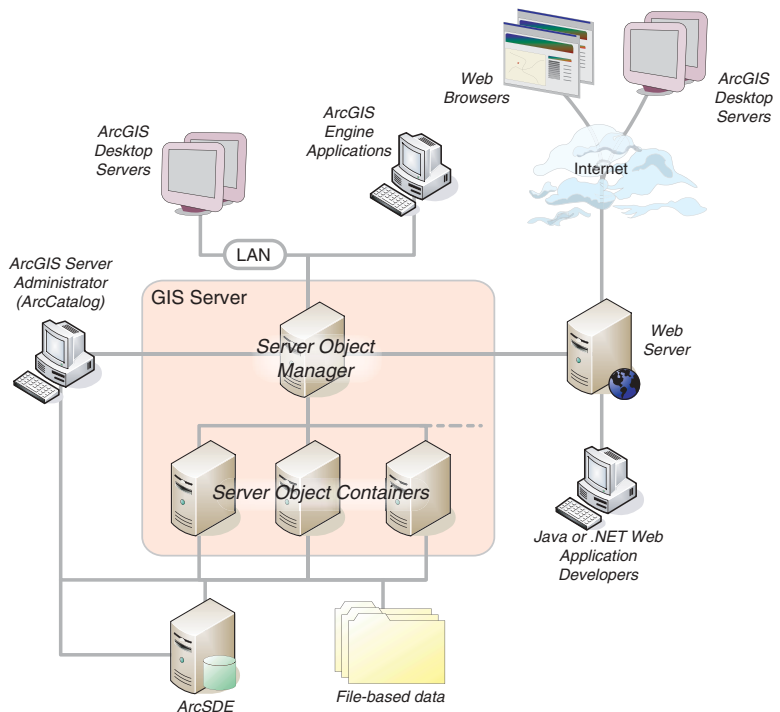 Web
Browsers
ArcGIS
Desktop
Servers
ArcGIS
Desktop
Servers
ArcGIS
Engine
Applications
Internet
LAN
ArcGIS Server
Administrator
(ArcCatalog)
GIS Server
Server Object
Manager
Web
Server
Server Object Containers
Java or .NET Web
Application
Developers
ArcSDE
File-based data